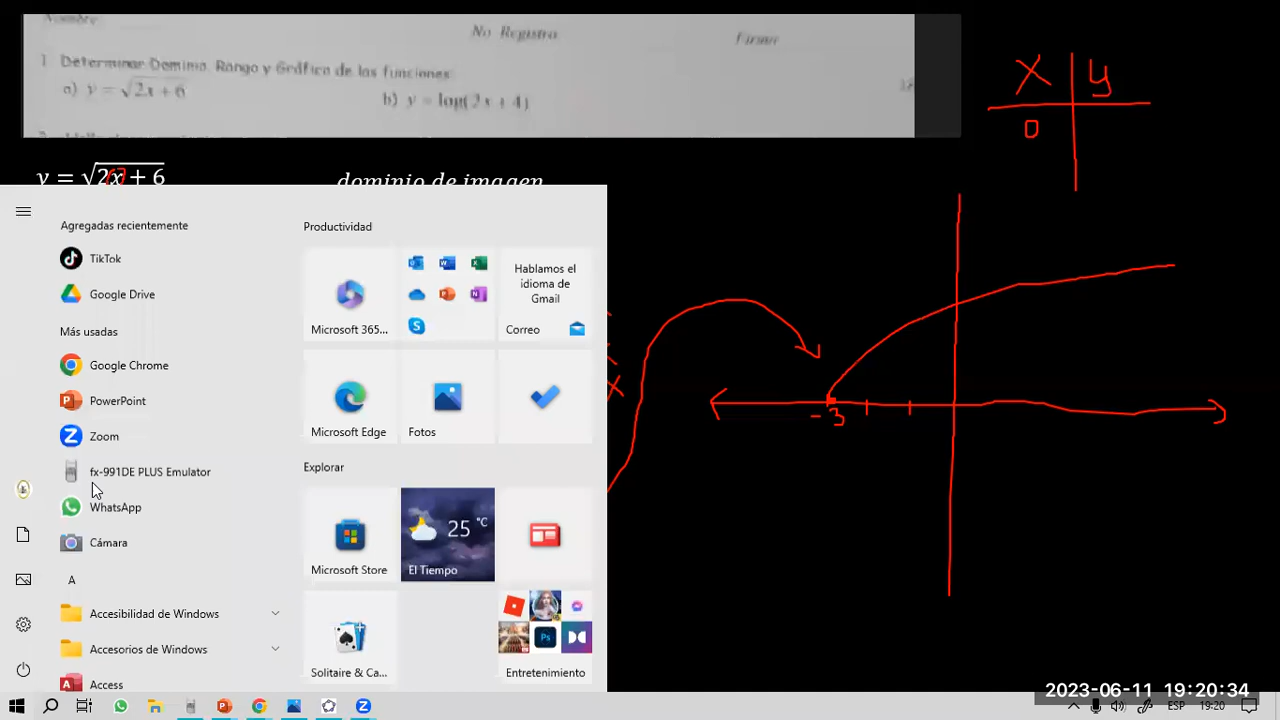 Nombre
No Registro
Firma
1 Determinar Dominio, Rango y Gráfica de las funciones:
a) y = √2x + 6
b) y = log(2x + 4)
X y
0
y = √2x + 6
dominio de imagen
Agregadas recientemente
TikTok
Google Drive
Más usadas
Google Chrome
PowerPoint
Zoom
fx-991DE PLUS Emulator
WhatsApp
Cámara
A
Accesibilidad de Windows
Accesorios de Windows
Access
Productividad
Microsoft 365...
Hablamos el
idioma de
Gmail
Correo
Microsoft Edge
Fotos
Explorar
Microsoft Store
25 °C
El Tiempo
Solitaire & Ca...
Entretenimiento
X
-3
2023-06-11 19:20:34
ESP
19:20